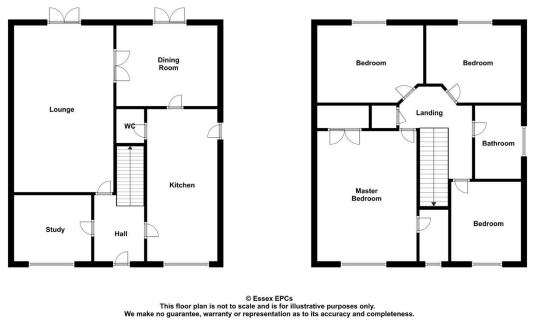 Dining
Room
Lounge
WC
Kitchen
Study
Hall
Bedroom
Bedroom
Landing
Bathroom
Master
Bedroom
Bedroom
© Essex EPCs
This floor plan is not to scale and is for illustrative purposes only.
We make no guarantee, warranty or representation as to its accuracy and completeness.